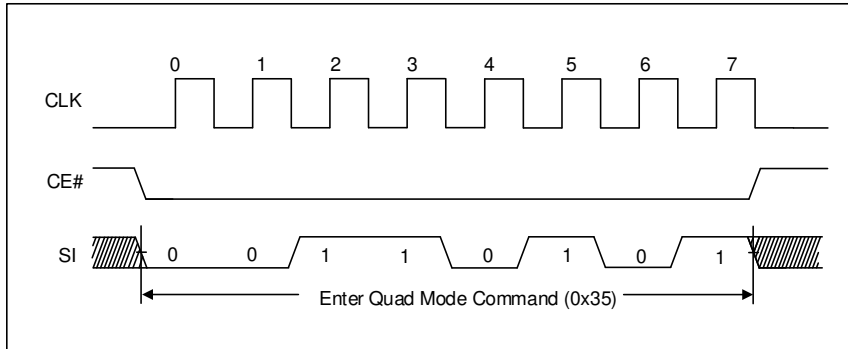 0 1 2 3 4 5 6 7
CLK
CE#
SI 0 0 1 1 0 1 0 1
Enter Quad Mode Command (0x35)